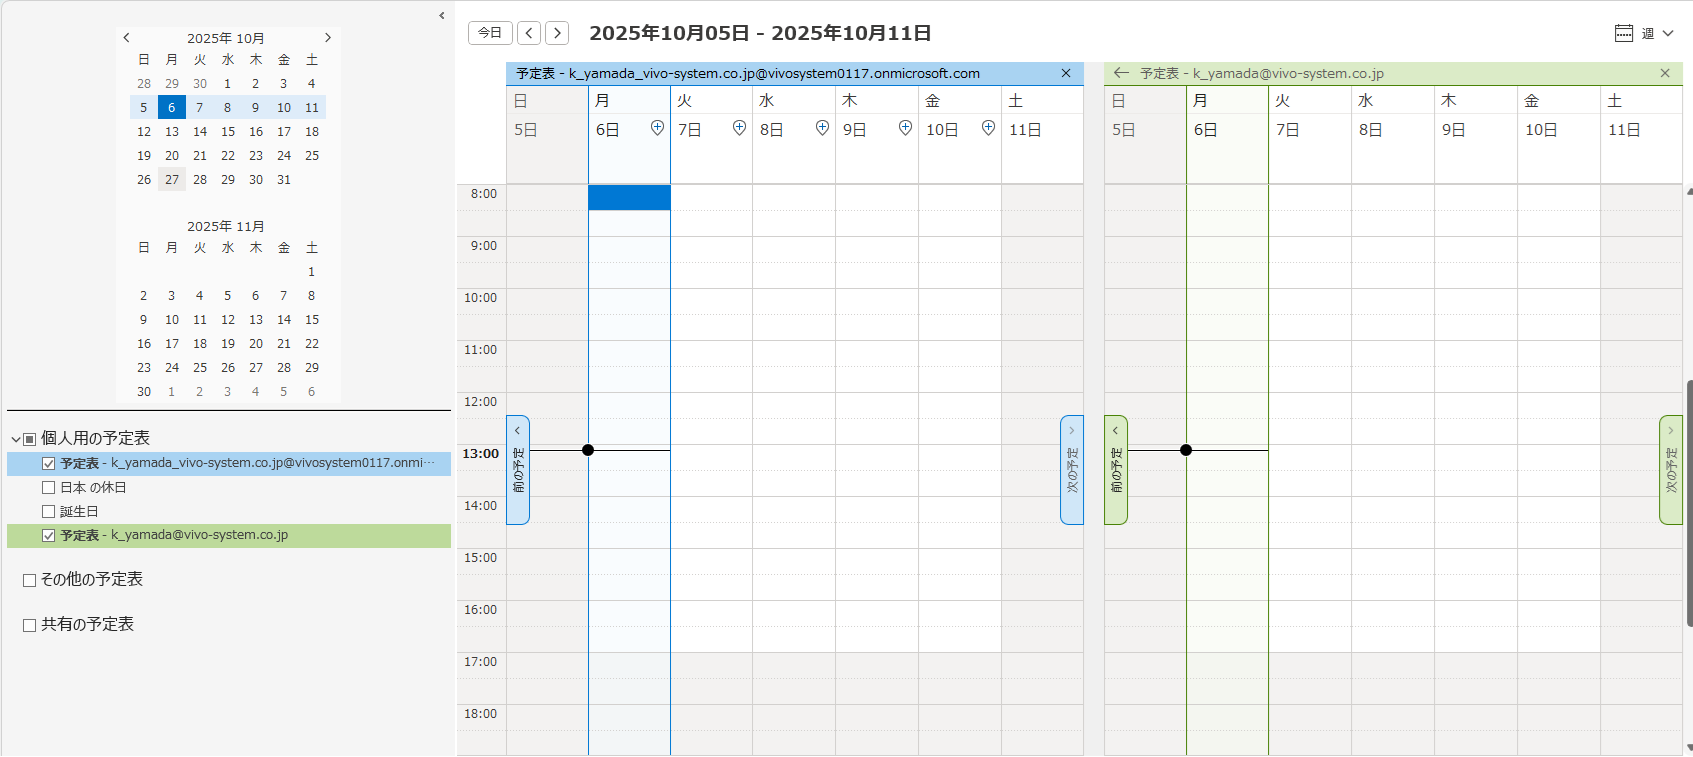 2025年 10月
日 月 火 水 木 金 土
28 29 30 1 2 3 4
5 6 7 8 9 10 11
12 13 14 15 16 17 18
19 20 21 22 23 24 25
26 27 28 29 30 31
2025年 11月
日 月 火 水 木 金 土
1
2 3 4 5 6 7 8
9 10 11 12 13 14 15
16 17 18 19 20 21 22
23 24 25 26 27 28 29
30 1 2 3 4 5 6
個人用の予定表
予定表 - k_yamada_vivo-system.co.jp@vivosystem0117.onmi…
日本 の休日
誕生日
予定表 - k_yamada@vivo-system.co.jp
その他の予定表
共有の予定表
今日
2025年10月05日 - 2025年10月11日
週
予定表 - k_yamada_vivo-system.co.jp@vivosystem0117.onmicrosoft.com
日 月 火 水 木 金 土
5日 6日 7日 8日 9日 10日 11日
予定表 - k_yamada@vivo-system.co.jp
日 月 火 水 木 金 土
5日 6日 7日 8日 9日 10日 11日
8:00
9:00
10:00
11:00
12:00
13:00
14:00
15:00
16:00
17:00
18:00
前の予定
次の予定
前の予定
次の予定